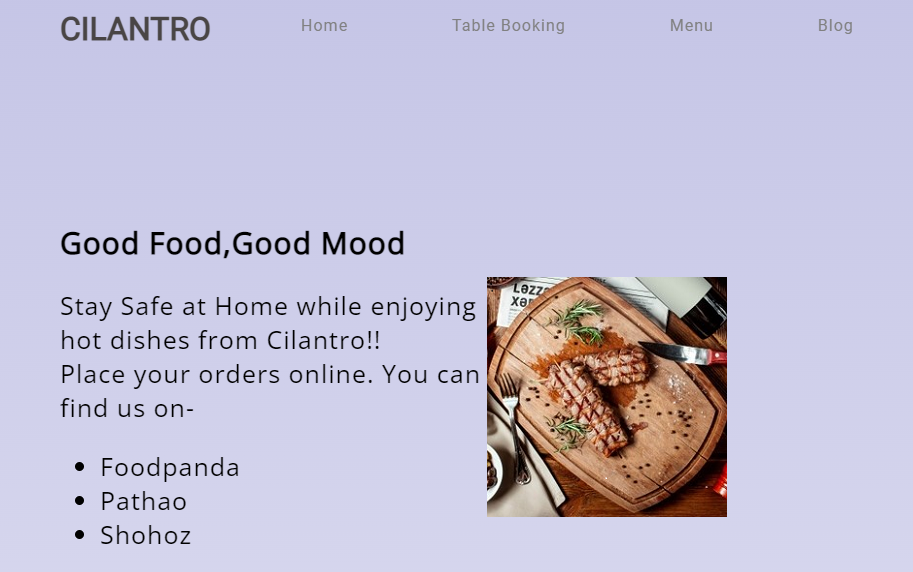 CILANTRO
Home
Table Booking
Menu
Blog
Good Food,Good Mood
Stay Safe at Home while enjoying
hot dishes from Cilantro!!
Place your orders online. You can
find us on-
Foodpanda
Pathao
Shohoz